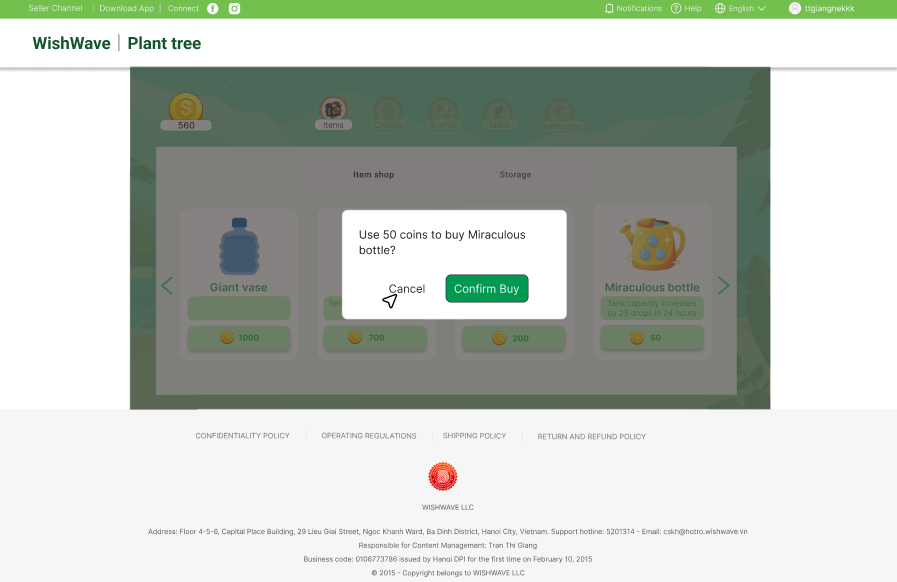 Seller Channel
Download App
Connect
Notifications
Help
English
ttgiangnekkk
WishWave
Plant tree
560
Items
Change
Events
Tasks
Item shop
Storage
Use 50 coins to buy Miraculous
bottle?
Cancel
Confirm Buy
Giant vase
1000
700
200
Miraculous bottle
Tank capacity increases
by 25 drops in 24 hours
50
CONFIDENTIALITY POLICY
OPERATING REGULATIONS
SHIPPING POLICY
RETURN AND REFUND POLICY
WISHWAVE LLC
Address: Floor 4-5-6, Capital Place Building, 29 Lieu Giai Street, Ngoc Khanh Ward, Ba Dinh District, Hanoi City, Vietnam. Support hotline: 5201314 - Email: cskh@hotro.wishwave.vn
Responsible for Content Management: Tran Thi Giang
Business code: 0106773786 issued by Hanoi DPI for the first time on February 10, 2015
© 2015 - Copyright belongs to WISHWAVE LLC